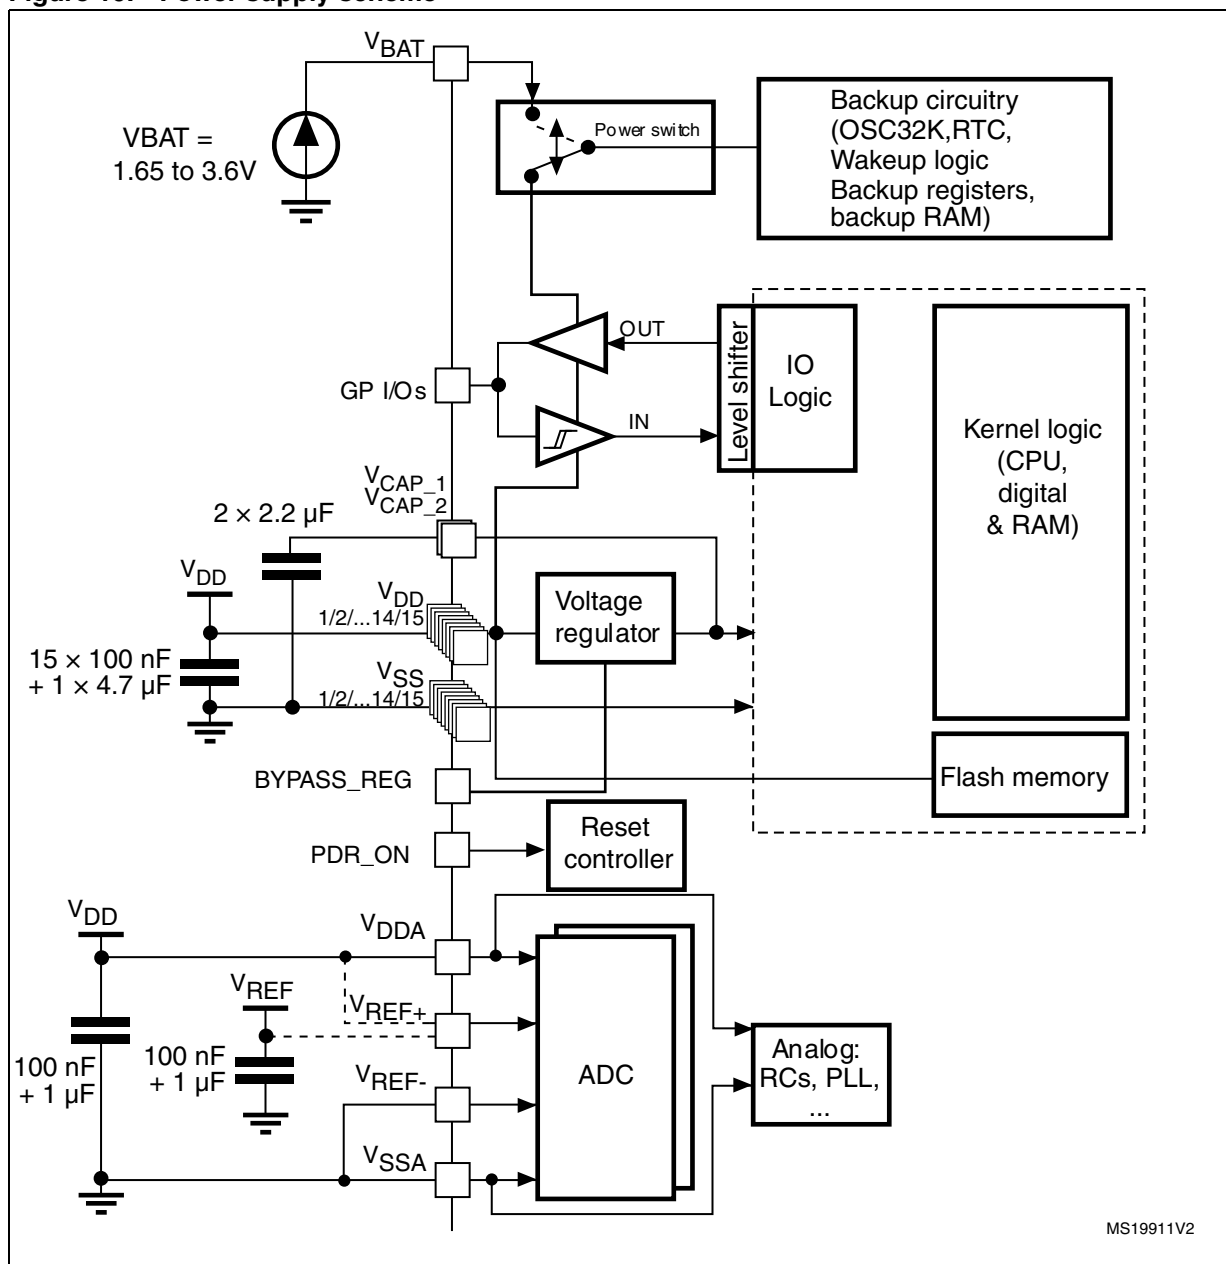 VBAT
VBAT =
1.65 to 3.6V
Power switch
Backup circuitry
(OSC32K,RTC,
Wakeup logic
Backup registers,
backup RAM)
OUT
Level shifter
IO
Logic
GP I/Os
IN
Kernel logic
(CPU,
digital
& RAM)
VCAP_1
VCAP_2
2 × 2.2 µF
VDD
VDD
1/2/...14/15
Voltage
regulator
15 × 100 nF
+ 1 × 4.7 µF
VSS
1/2/...14/15
BYPASS_REG
Flash memory
Reset
controller
PDR_ON
VDD
VDDA
VREF
VREF+
100 nF
+ 1 µF
100 nF
+ 1 µF
VREF-
ADC
Analog:
RCs, PLL,
...
VSSA
MS19911V2